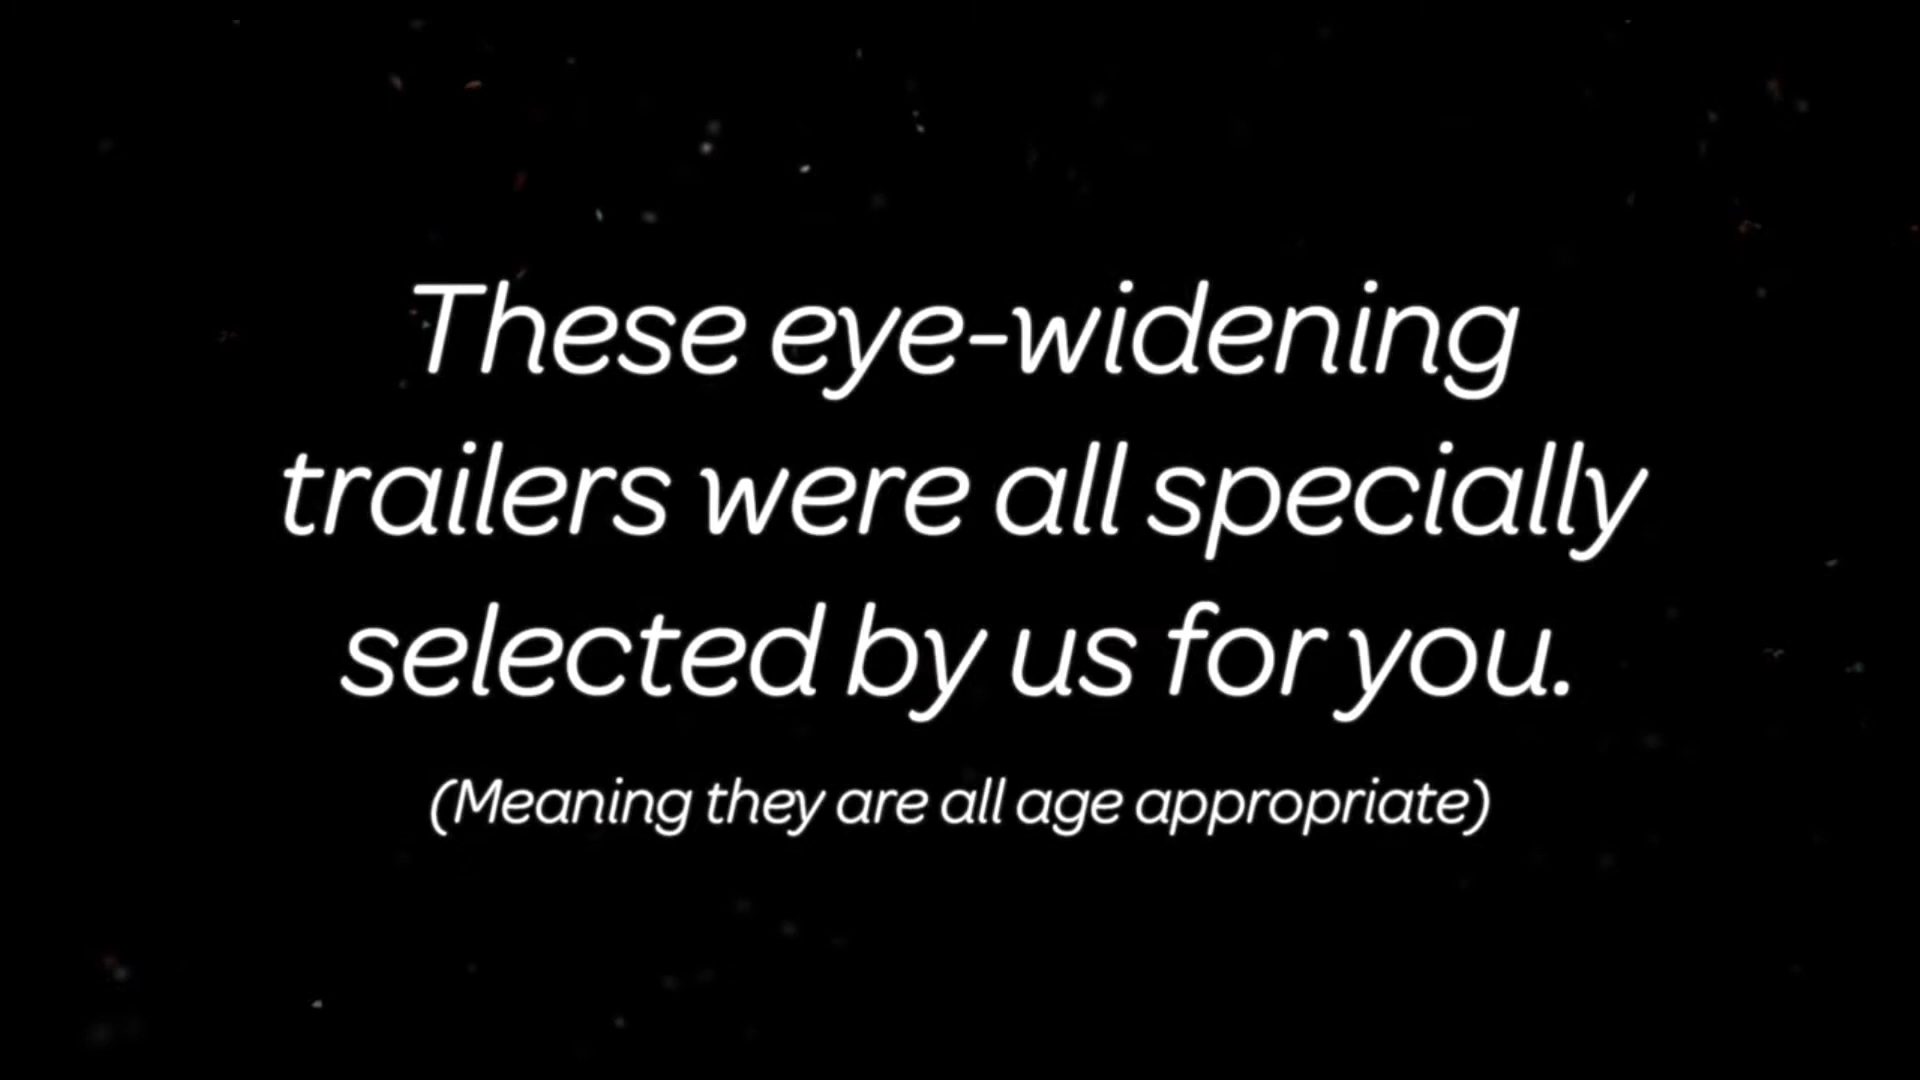 These eye-widening
trailers were all specially
selected by us for you.
(Meaning they are all age appropriate)